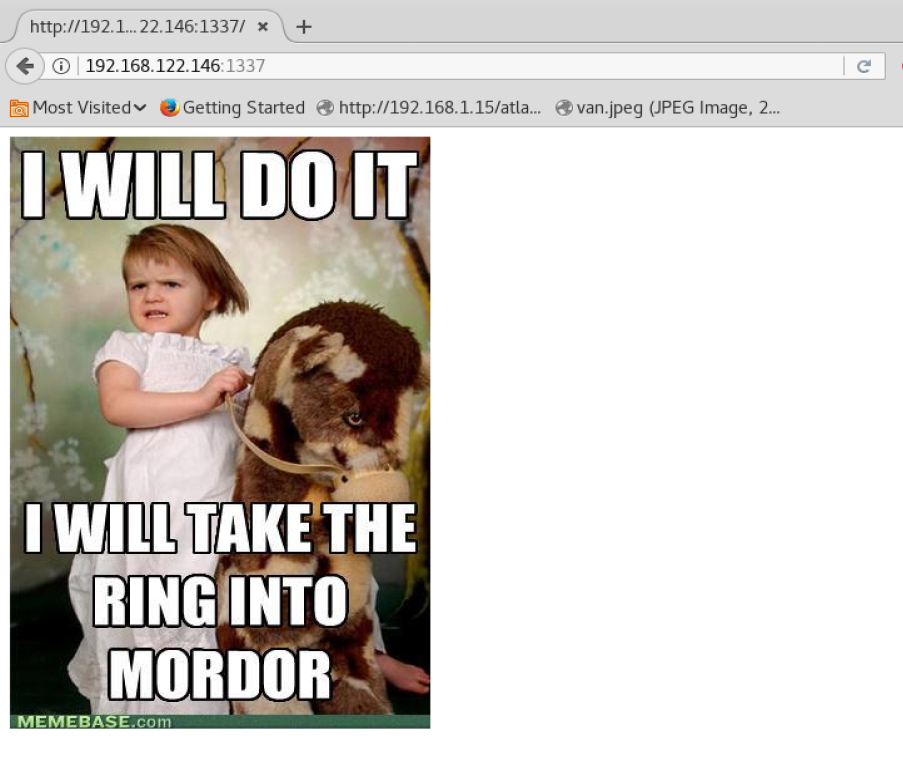 http://192.1... 22.146:1337/
192.168.122.146:1337
Most Visited
Getting Started
http://192.168.1.15/atla...
van.jpeg (JPEG Image, 2...
I WILL DO IT
I WILL TAKE THE
RING INTO
MORDOR
MEMEBASE.com